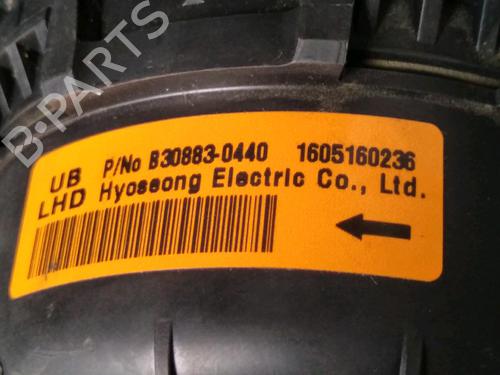 UB P/No B30883-0440 1605160236
LHD Hyoseong Electric Co., Ltd.
B-PARTS